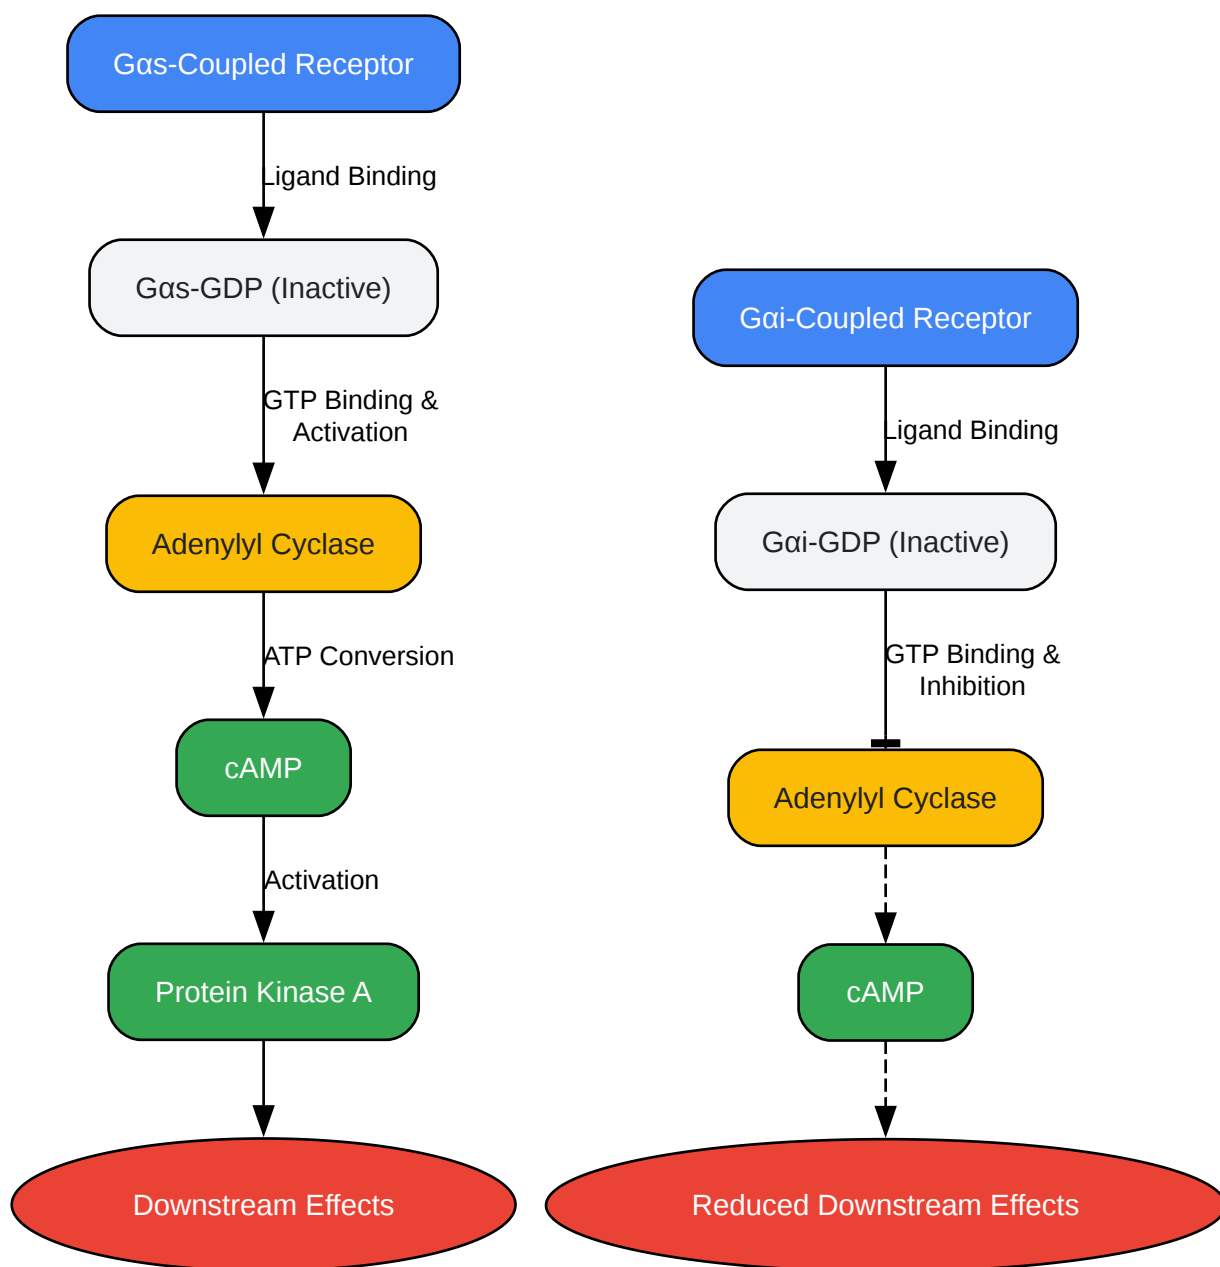 Gαs-Coupled Receptor
Ligand Binding
Gαs-GDP (Inactive)
GTP Binding &
Activation
Adenylyl Cyclase
ATP Conversion
cAMP
Activation
Protein Kinase A
Downstream Effects
Gαi-Coupled Receptor
Ligand Binding
Gαi-GDP (Inactive)
GTP Binding &
Inhibition
Adenylyl Cyclase
cAMP
Reduced Downstream Effects